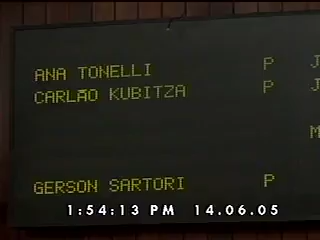 ANA TONELLI P J
CARLÃO KUBITZA P J
M
GERSON SARTORI P
1:54:13 PM 14.06.05